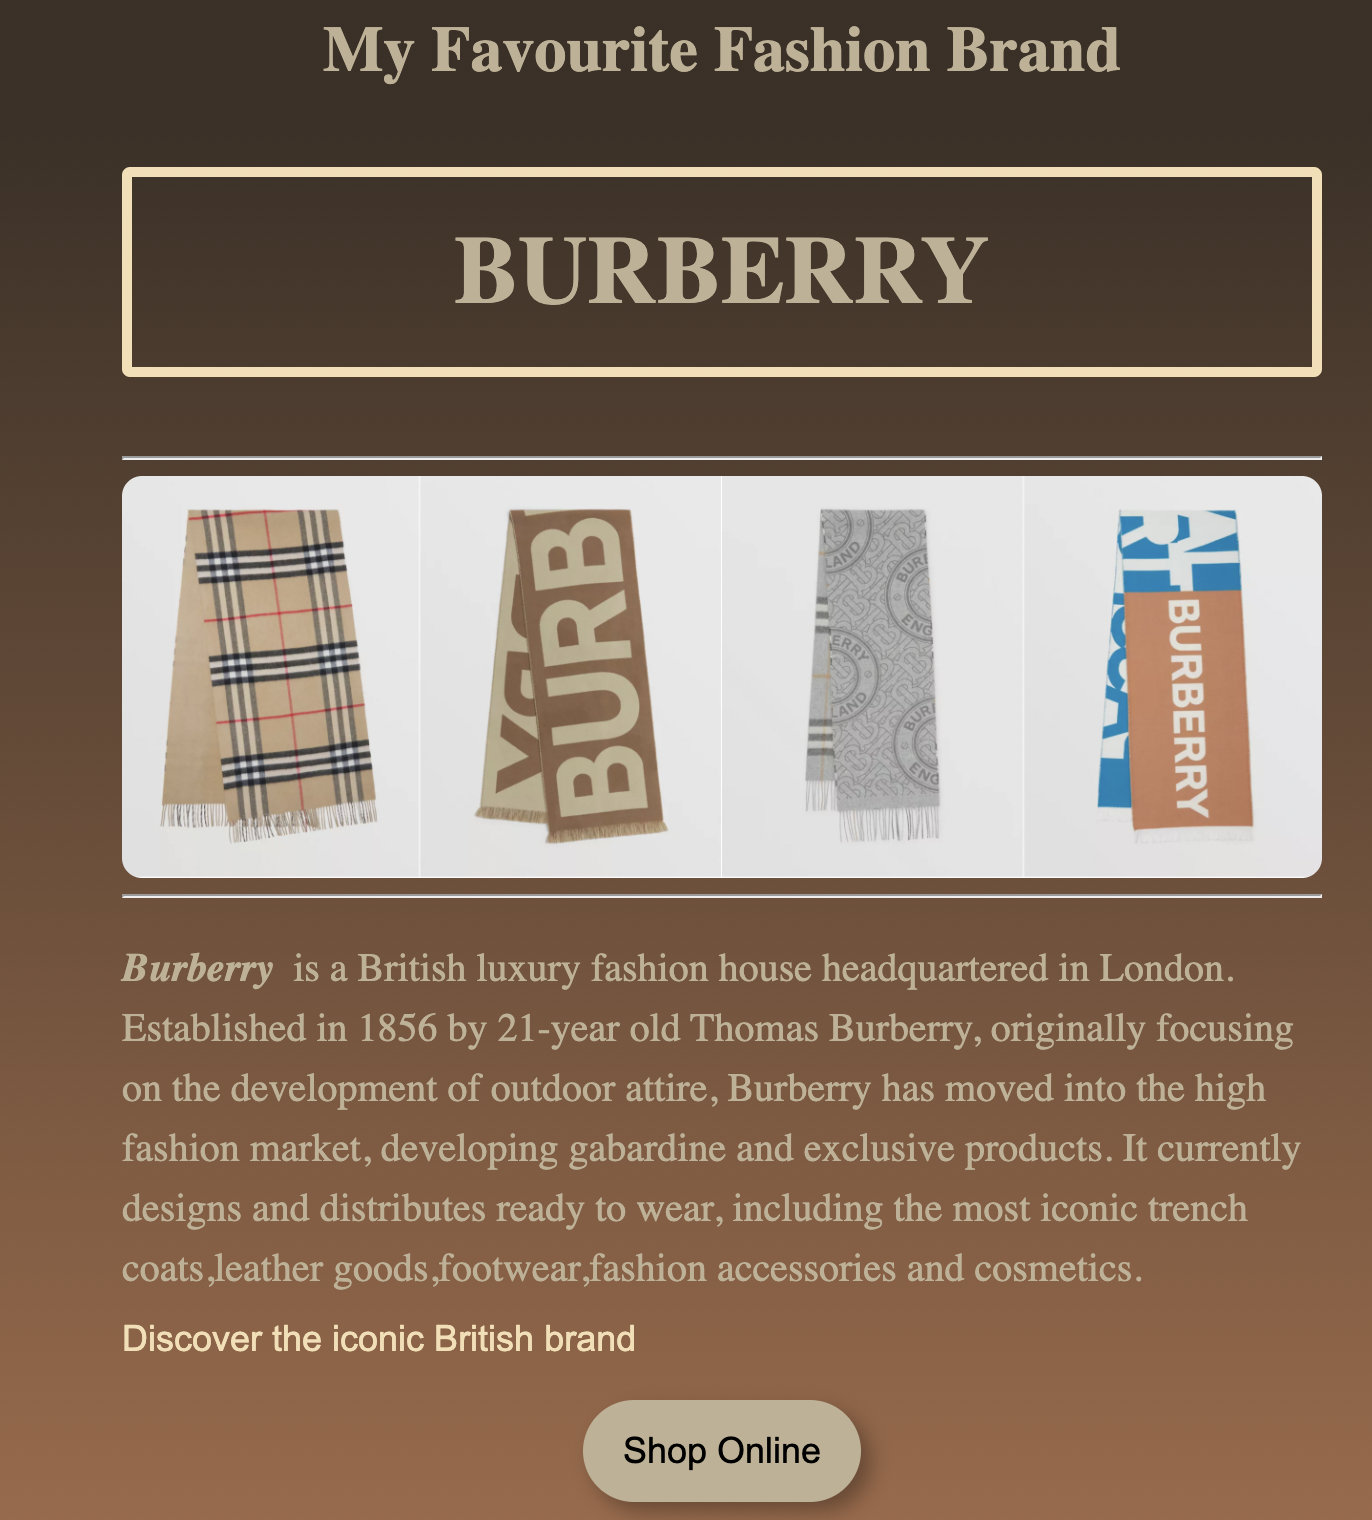 My Favourite Fashion Brand
BURBERRY
BURB
BURBERRY
Burberry is a British luxury fashion house headquartered in London.
Established in 1856 by 21-year old Thomas Burberry, originally focusing
on the development of outdoor attire, Burberry has moved into the high
fashion market, developing gabardine and exclusive products. It currently
designs and distributes ready to wear, including the most iconic trench
coats,leather goods,footwear,fashion accessories and cosmetics.
Discover the iconic British brand
Shop Online